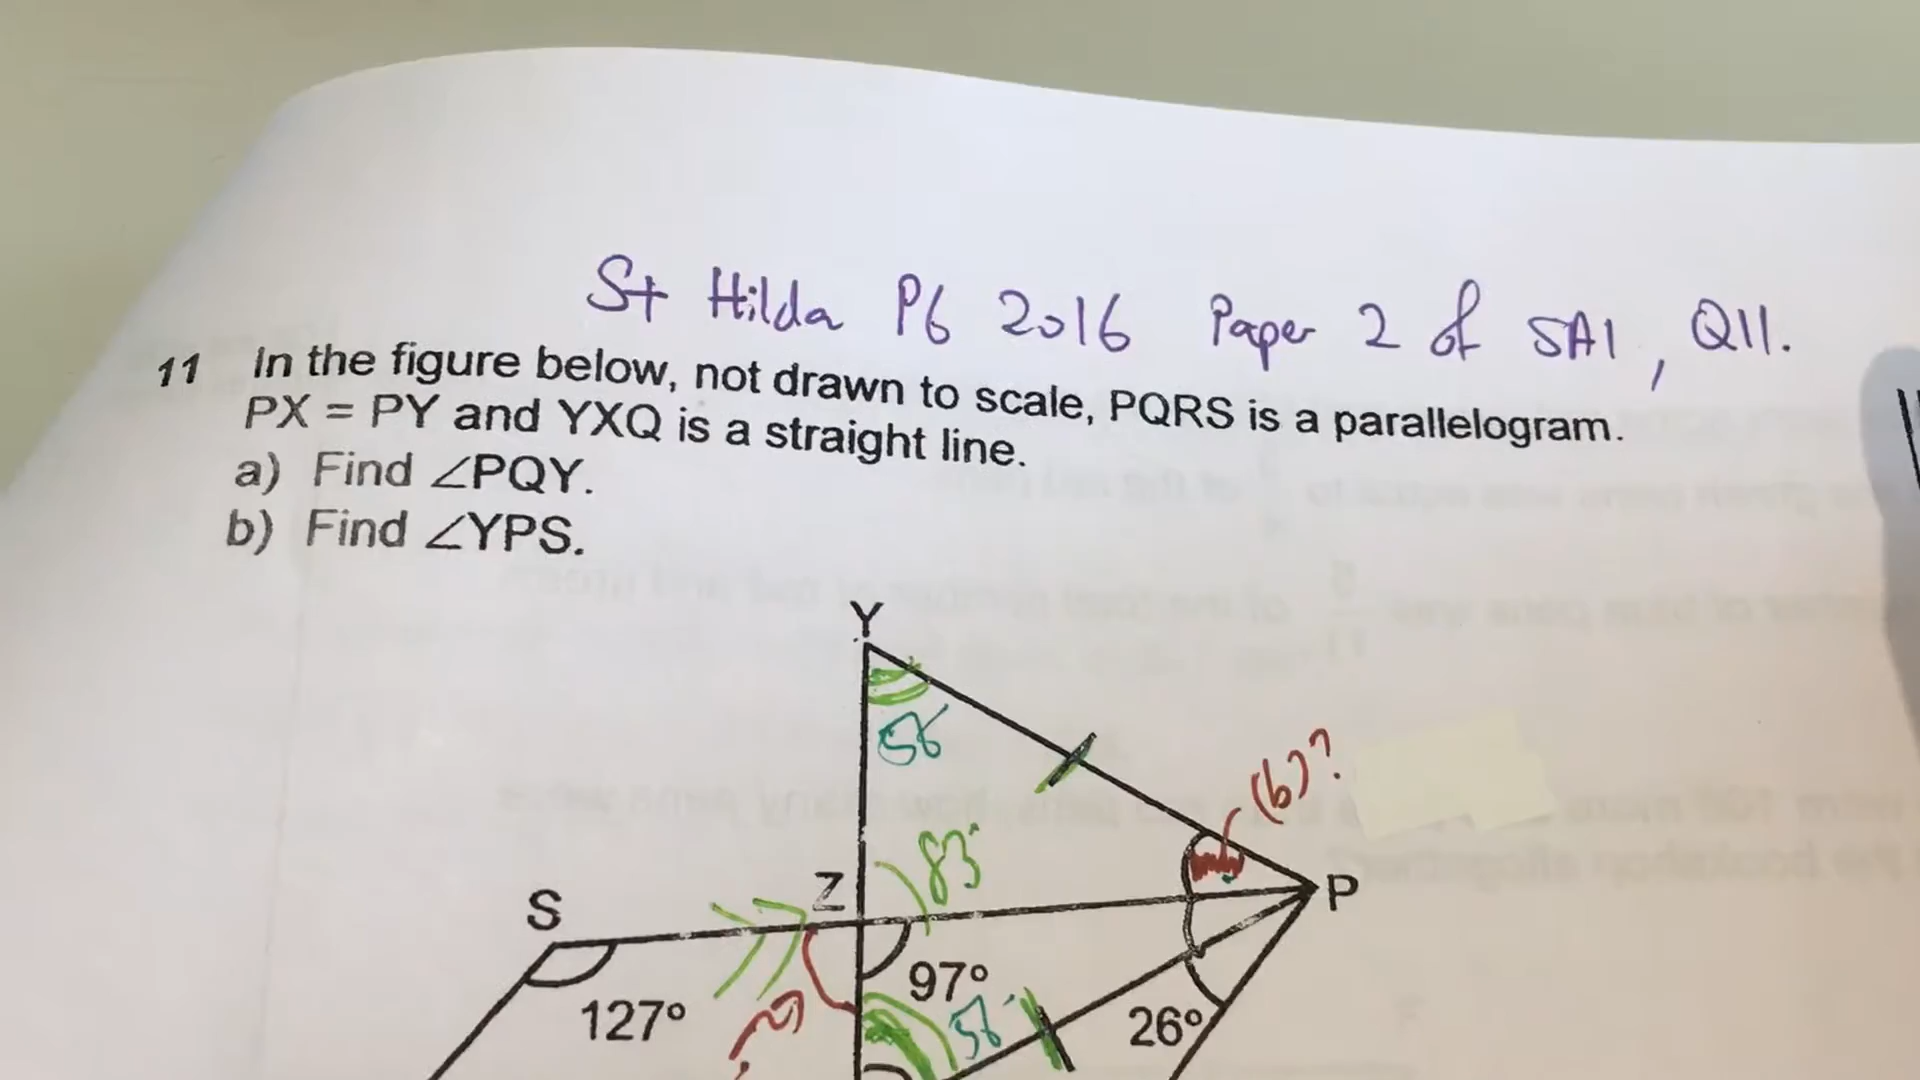 St Hilda P6 2016 Paper 2 of SA1, Q11.
11 In the figure below, not drawn to scale, PQRS is a parallelogram.
PX = PY and YXQ is a straight line.
a) Find ∠PQY.
b) Find ∠YPS.
Y
56
(b)?
83°
Z
P
S
97°
127°
56°
26°